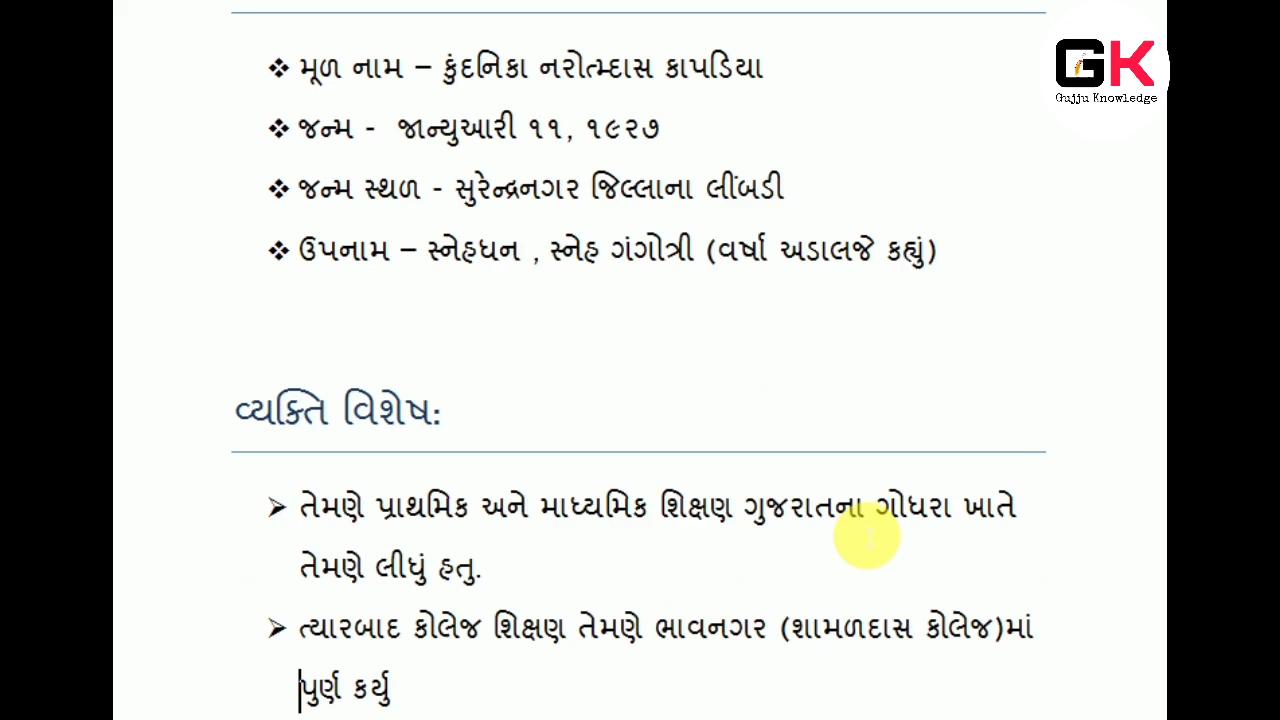 GK
Gujju Knowledge
❖ મૂળ નામ – કુંદનિકા નરોત્મદાસ કાપડિયા
❖ જન્મ - જાન્યુઆરી ૧૧, ૧૯૨૭
❖ જન્મ સ્થળ - સુરેન્દ્રનગર જિલ્લાના લીંબડી
❖ ઉપનામ – સ્નેહધન , સ્નેહ ગંગોત્રી (વર્ષા અડાલજે કહ્યું)
વ્યક્તિ વિશેષ:
➢ તેમણે પ્રાથમિક અને માધ્યમિક શિક્ષણ ગુજરાતના ગોધરા ખાતે
તેમણે લીધું હતુ.
➢ ત્યારબાદ કોલેજ શિક્ષણ તેમણે ભાવનગર (શામળદાસ કોલેજ)માં
પુર્ણ કર્યુ